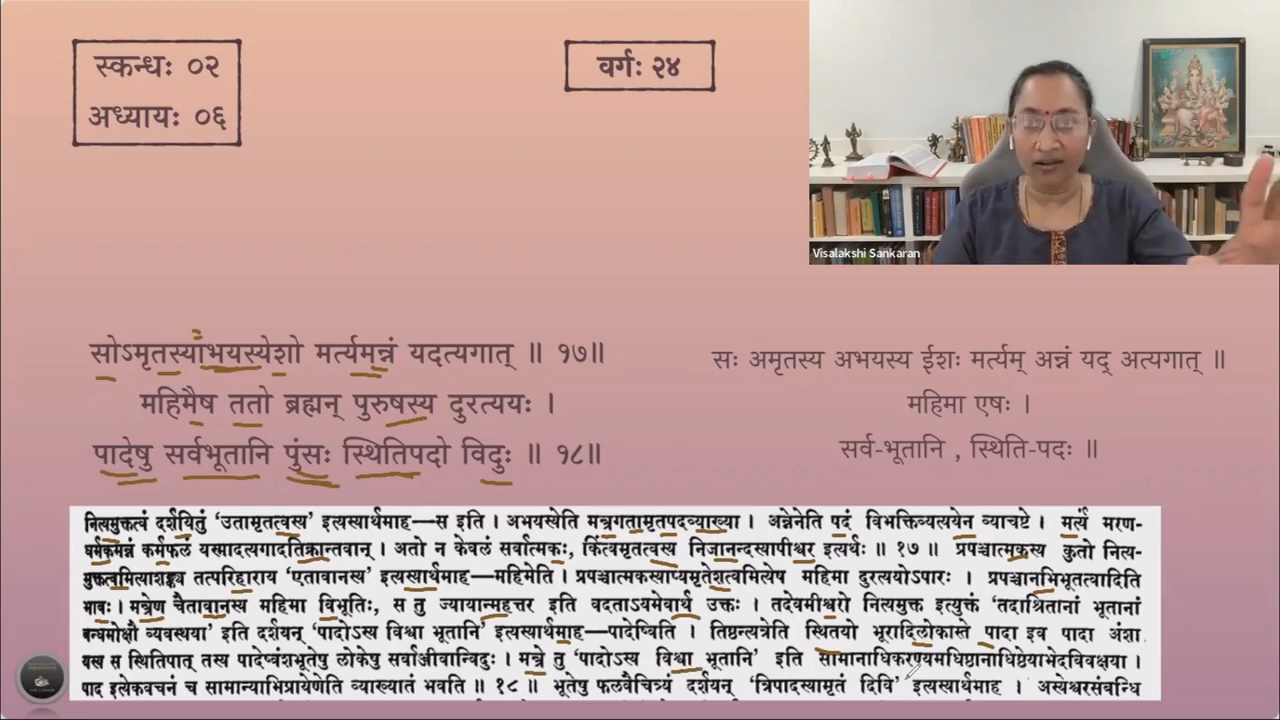 स्कन्धः ०२
अध्यायः ०६
वर्गः २४
Visalakshi Sankaran
सोऽमृतस्याभयस्येशो मर्त्यमन्नं यदत्यगात् ॥ १७॥
महिमैष ततो ब्रह्मन् पुरुषस्य दुरत्ययः ।
पादेषु सर्वभूतानि पुंसः स्थितिपदो विदुः ॥ १८॥
सः अमृतस्य अभयस्य ईशः मर्त्यम् अन्नं यद् अत्यगात् ॥
महिमा एषः ।
सर्व-भूतानि , स्थिति-पदः ॥
नित्यमुक्तत्वं दर्शयितुं ‘उतामृतत्वस्य’ इत्यस्यार्थमाह—स इति । अभयस्येति मन्त्रगतामृतपदव्याख्या । अन्नेनेति पदं विभक्तिव्यत्ययेन व्याचष्टे । मर्त्यं मरण-
धर्मकमन्नं कर्मफलं यस्मादत्यगादतिक्रान्तवान् । अतो न केवलं सर्वात्मकः, किंत्वमृतत्वस्य निजानन्दस्यापीश्वर इत्यर्थः ॥ १७ ॥ प्रपञ्चात्मकस्य कुतो नित्य-
मुक्तत्वमित्याशङ्क्य तत्परिहाराय ‘एतावानस्य’ इत्यस्यार्थमाह—महिमेति । प्रपञ्चात्मकस्याप्यमृतेशत्वमित्येष महिमा दुरत्ययोऽपारः । प्रपञ्चानभिभूतत्वादिति
भावः । मन्त्रेण चैतावानस्य महिमा विभूतिः, स तु ज्यायान्महत्तर इति वदताऽयमेवार्थ उक्तः । तदेवमीश्वरो नित्यमुक्त इत्युक्तं ‘तदाश्रितानां भूतानां
बन्धमोक्षौ व्यवस्थया’ इति दर्शयन् ‘पादोऽस्य विश्वा भूतानि’ इत्यस्यार्थमाह—पादेष्विति । तिष्ठन्त्यत्रेति स्थितयो भूरादिलोकास्ते पादा इव पादा अंशा
यस्य स स्थितिपात् तस्य पादेष्वंशभूतेषु लोकेषु सर्वाञ्जीवान्विदुः । मन्त्रे तु ‘पादोऽस्य विश्वा भूतानि’ इति सामानाधिकरण्यमधिष्ठानाधिष्ठेयाभेदविवक्षया ।
पाद इत्येकवचनं च सामान्याभिप्रायेणेति व्याख्यातं भवति ॥ १८ ॥ भूतेषु फलवैचित्र्यं दर्शयन् ‘त्रिपादस्यामृतं दिवि’ इत्यस्यार्थमाह । अस्येश्वरसंबन्धि